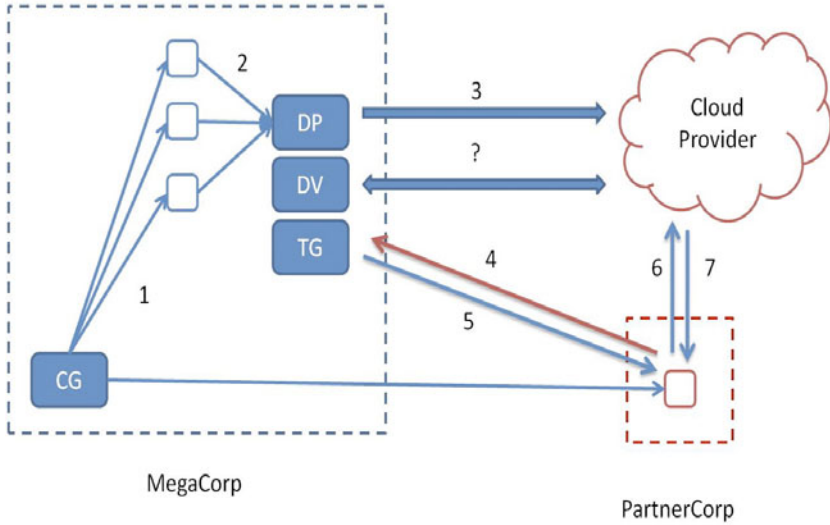 2
DP
3
Cloud
Provider
?
DV
TG
4
6
7
1
5
CG
MegaCorp
PartnerCorp